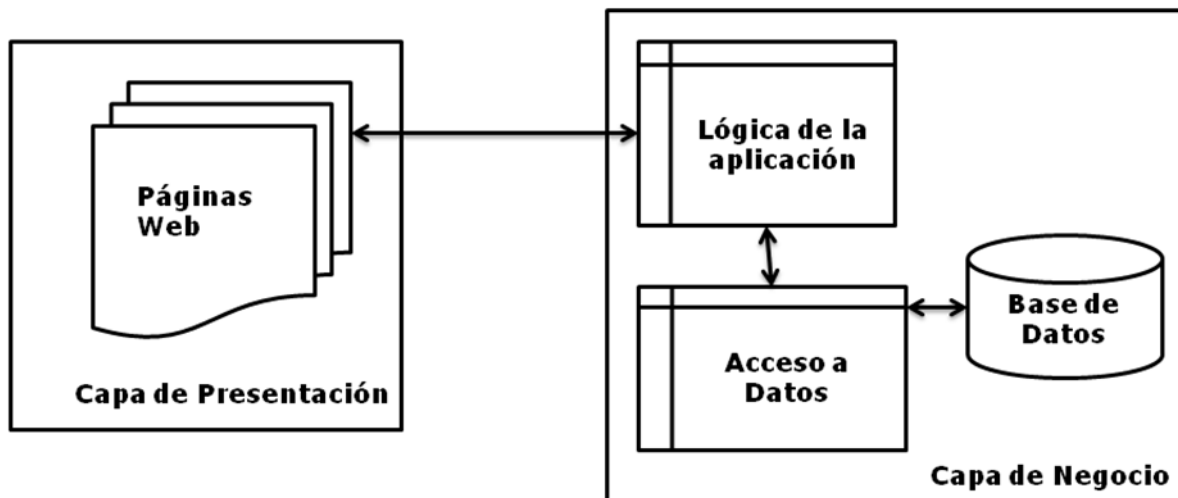 Páginas
Web
Capa de Presentación
Lógica de la
aplicación
Acceso a
Datos
Base de
Datos
Capa de Negocio